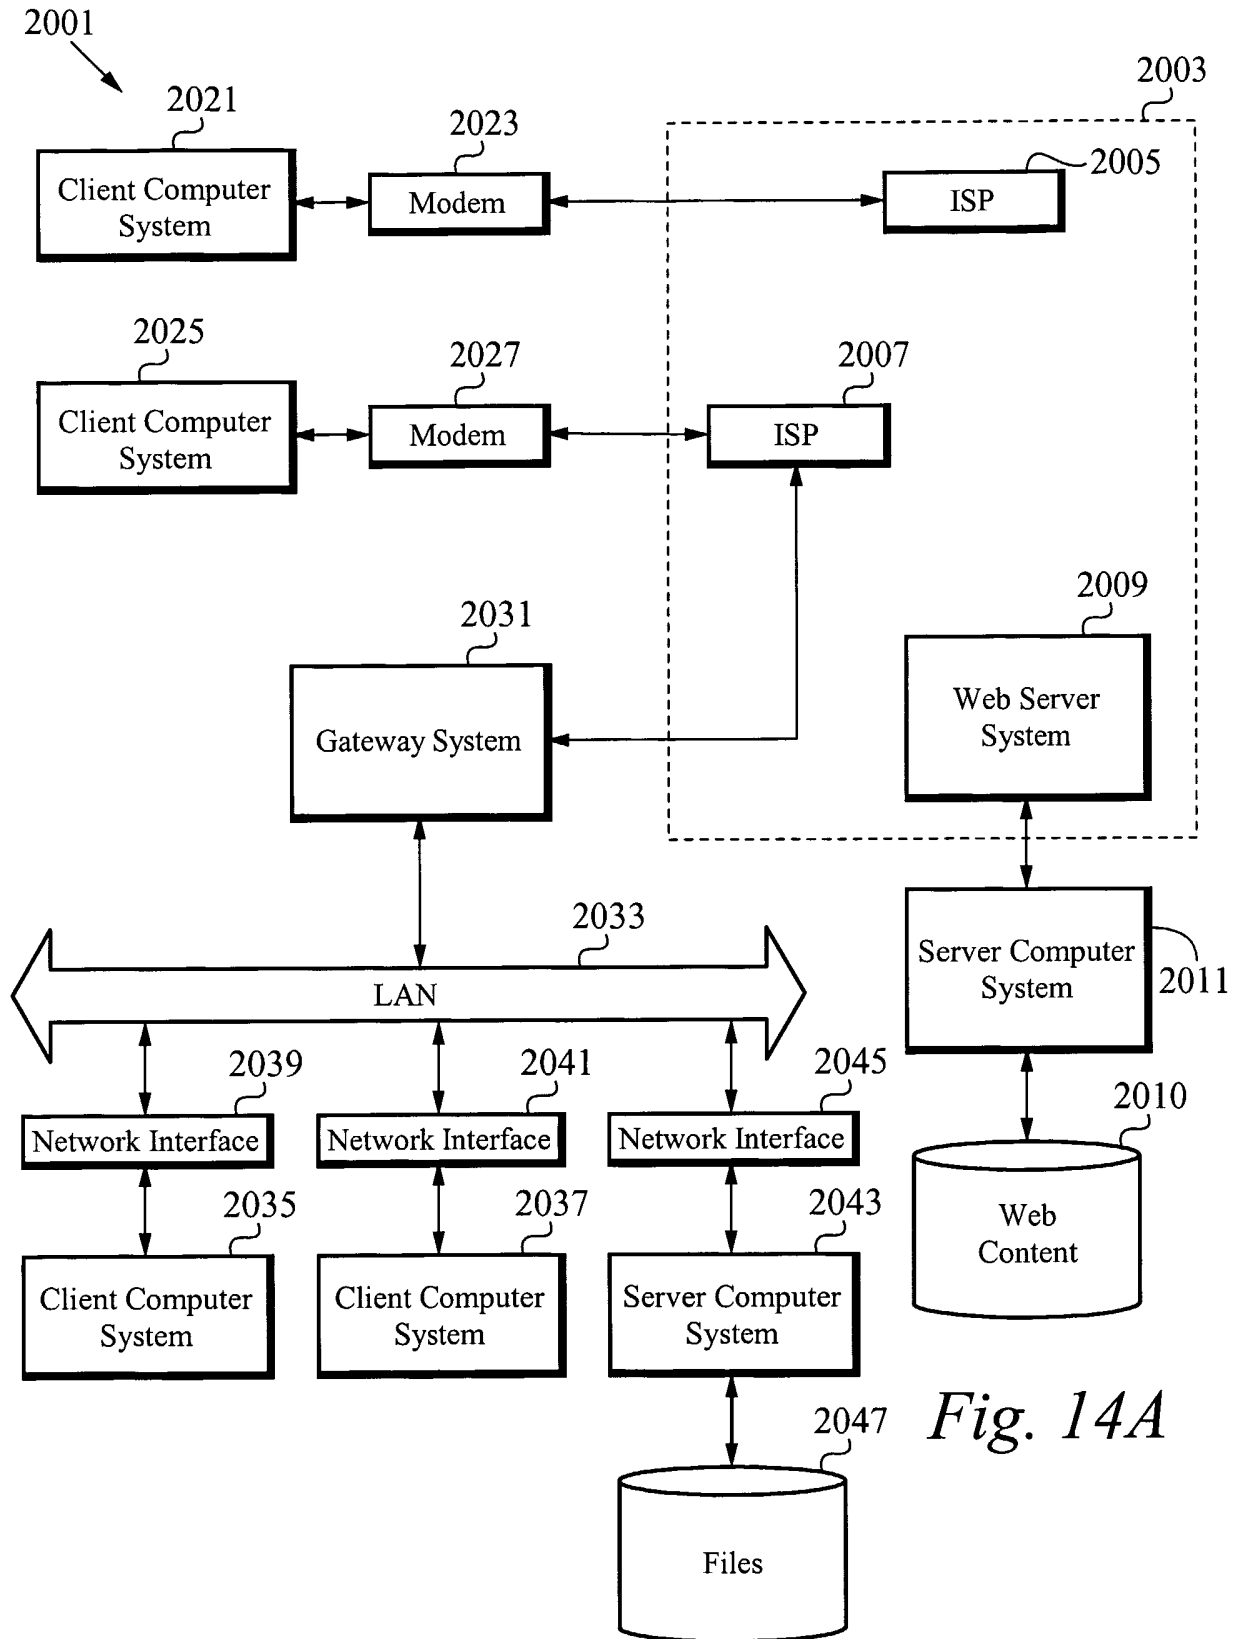 2001
2003
2021
2023
2005
Client Computer
System
Modem
ISP
2025
2027
2007
Client Computer
System
Modem
ISP
2009
2031
Web Server
System
Gateway System
2033
LAN
Server Computer
System
2011
2039
2041
2045
2010
Network Interface
Network Interface
Network Interface
2035
2037
2043
Web
Content
Client Computer
System
Client Computer
System
Server Computer
System
Fig. 14A
2047
Files